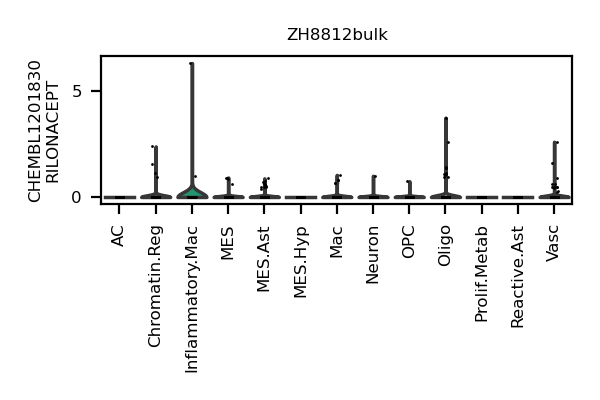 ZH8812bulk
CHEMBL1201830
RILONACEPT
5
0
AC
Chromatin.Reg
Inflammatory.Mac
MES
MES.Ast
MES.Hyp
Mac
Neuron
OPC
Oligo
Prolif.Metab
Reactive.Ast
Vasc